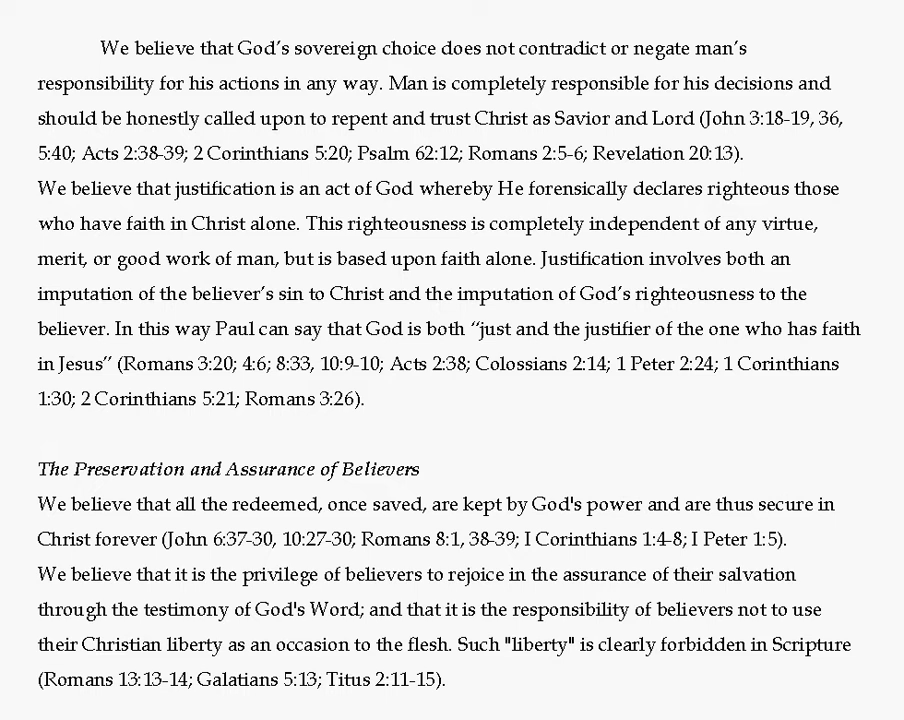 We believe that God’s sovereign choice does not contradict or negate man’s
responsibility for his actions in any way. Man is completely responsible for his decisions and
should be honestly called upon to repent and trust Christ as Savior and Lord (John 3:18-19, 36,
5:40; Acts 2:38-39; 2 Corinthians 5:20; Psalm 62:12; Romans 2:5-6; Revelation 20:13).
We believe that justification is an act of God whereby He forensically declares righteous those
who have faith in Christ alone. This righteousness is completely independent of any virtue,
merit, or good work of man, but is based upon faith alone. Justification involves both an
imputation of the believer’s sin to Christ and the imputation of God’s righteousness to the
believer. In this way Paul can say that God is both “just and the justifier of the one who has faith
in Jesus” (Romans 3:20; 4:6; 8:33, 10:9-10; Acts 2:38; Colossians 2:14; 1 Peter 2:24; 1 Corinthians
1:30; 2 Corinthians 5:21; Romans 3:26).
The Preservation and Assurance of Believers
We believe that all the redeemed, once saved, are kept by God's power and are thus secure in
Christ forever (John 6:37-30, 10:27-30; Romans 8:1, 38-39; I Corinthians 1:4-8; I Peter 1:5).
We believe that it is the privilege of believers to rejoice in the assurance of their salvation
through the testimony of God's Word; and that it is the responsibility of believers not to use
their Christian liberty as an occasion to the flesh. Such "liberty" is clearly forbidden in Scripture
(Romans 13:13-14; Galatians 5:13; Titus 2:11-15).